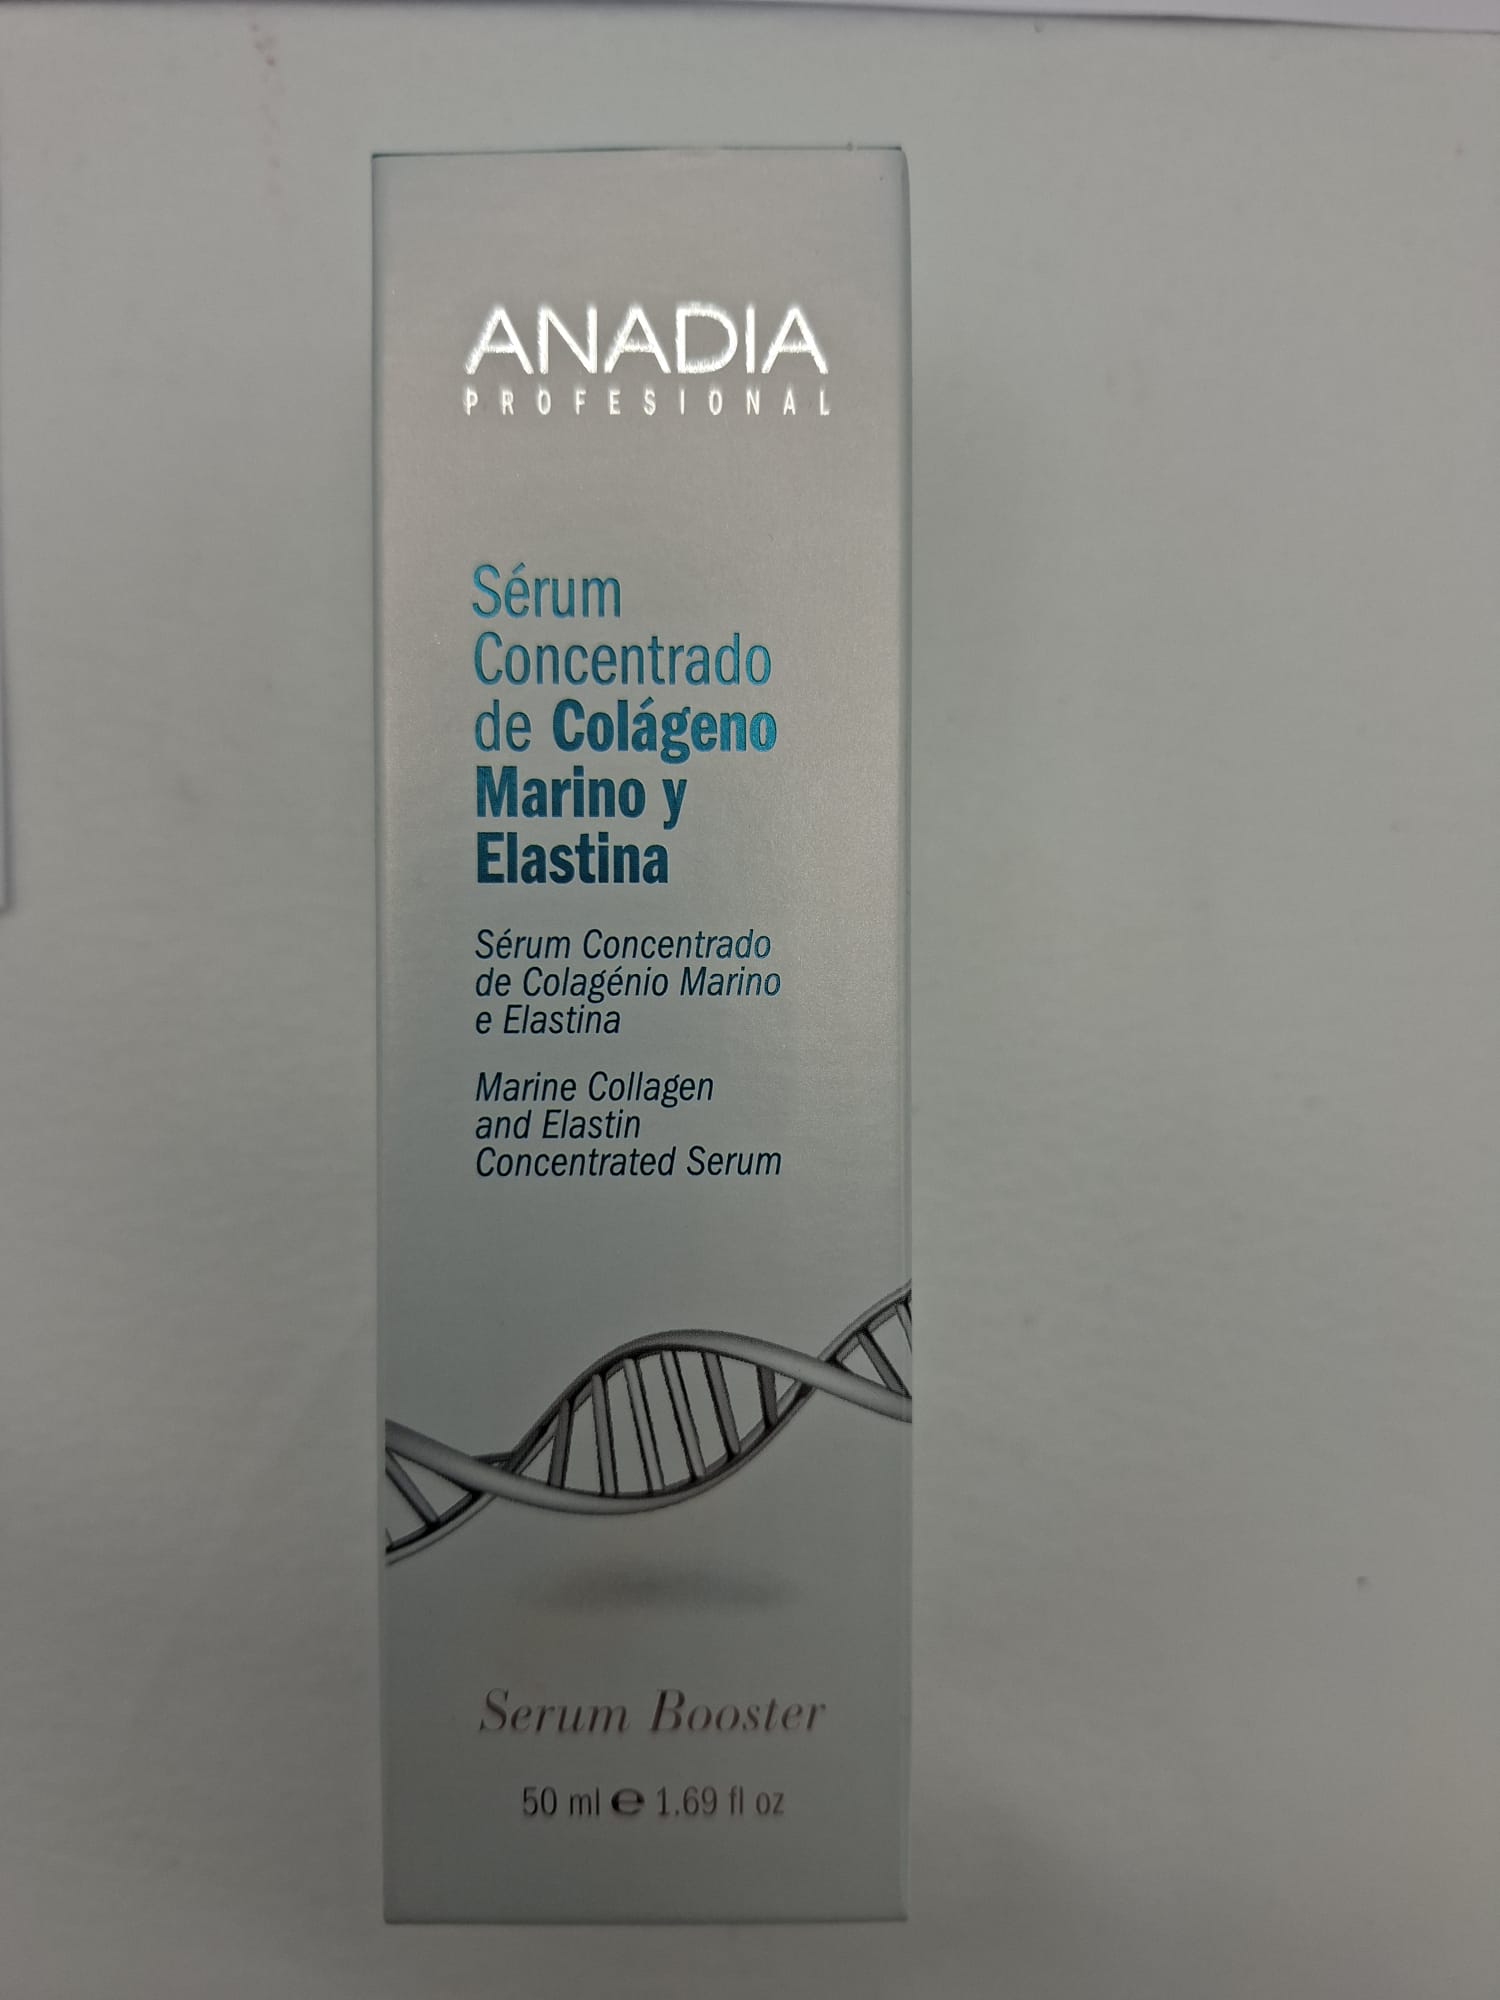 ANADIA
PROFESIONAL
Sérum
Concentrado
de Colágeno
Marino y
Elastina
Sérum Concentrado
de Colagénio Marino
e Elastina
Marine Collagen
and Elastin
Concentrated Serum
Serum Booster
50 ml ℮ 1.69 fl oz